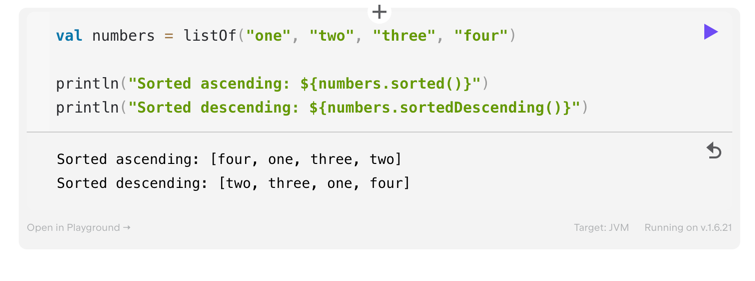 val numbers = listOf("one", "two", "three", "four")
println("Sorted ascending: ${numbers.sorted()}")
println("Sorted descending: ${numbers.sortedDescending()}")
Sorted ascending: [four, one, three, two]
Sorted descending: [two, three, one, four]
Open in Playground → Target: JVM Running on v.1.6.21